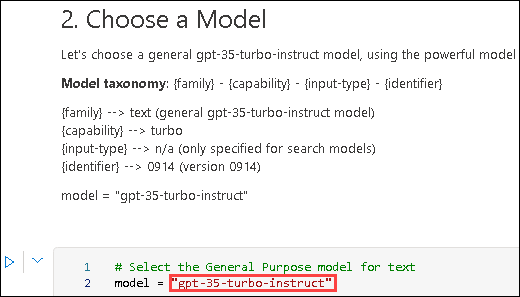 2. Choose a Model
Let's choose a general gpt-35-turbo-instruct model, using the powerful model
Model taxonomy: {family} - {capability} - {input-type} - {identifier}
{family} --> text (general gpt-35-turbo-instruct model)
{capability} --> turbo
{input-type} --> n/a (only specified for search models)
{identifier} --> 0914 (version 0914)
model = "gpt-35-turbo-instruct"
1 # Select the General Purpose model for text
2 model = "gpt-35-turbo-instruct"